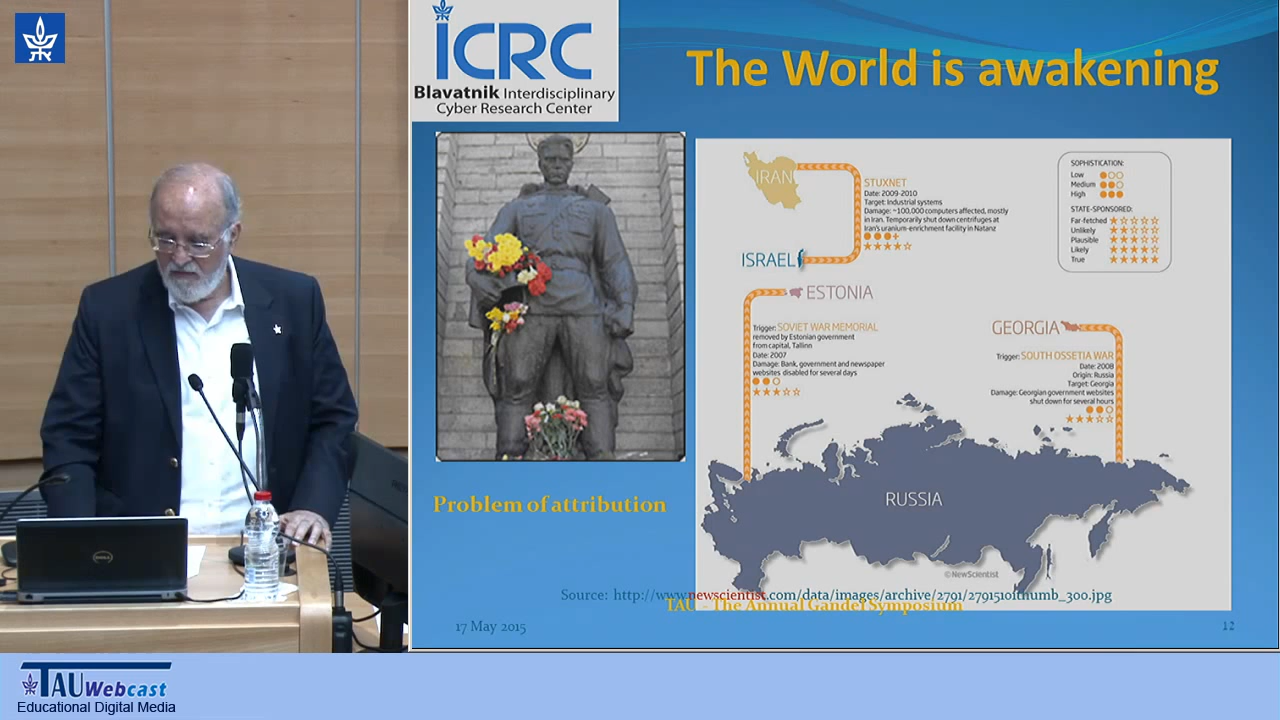 ICRC
Blavatnik Interdisciplinary
Cyber Research Center
The World is awakening
IRAN
STUXNET
Date: 2009-2010
Target: Industrial systems
Damage: ~100,000 computers affected, mostly
in Iran. Temporarily shut down centrifuges at
Iran's uranium-enrichment facility in Natanz
ISRAEL
SOPHISTICATION:
Low
Medium
High
STATE-SPONSORED:
Far-fetched
Unlikely
Plausible
Likely
True
ESTONIA
Trigger: SOVIET WAR MEMORIAL
removed by Estonian government
from capital, Tallinn
Date: 2007
Damage: Bank, government and newspaper
websites disabled for several days
GEORGIA
Trigger: SOUTH OSSETIA WAR
Date: 2008
Origin: Russia
Target: Georgia
Damage: Georgian government websites
shut down for several hours
RUSSIA
©NewScientist
Problem of attribution
Source: http://www.newscientist.com/data/images/archive/2791/27915101thumb_300.jpg
TAU - The Annual Gandel Symposium
17 May 2015
12
DELL
TAU Webcast
Educational Digital Media